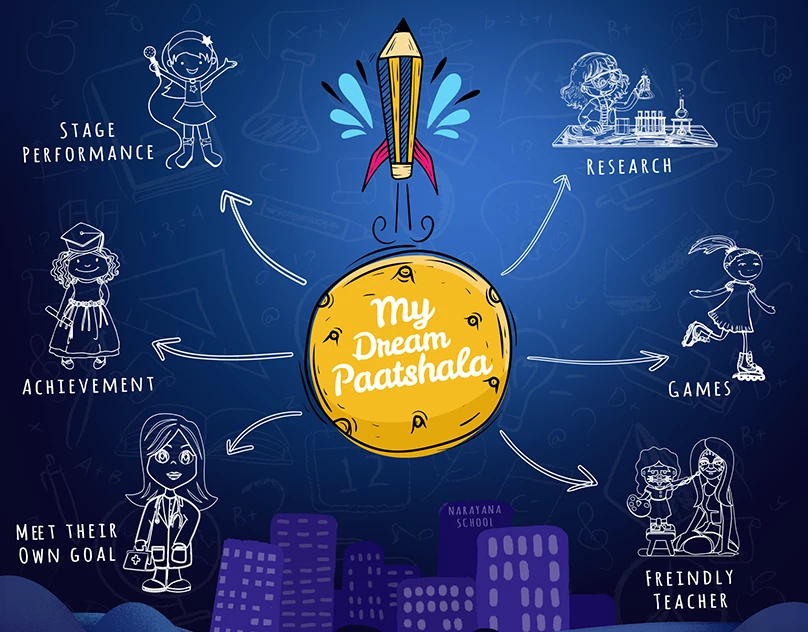 STAGE
PERFORMANCE
RESEARCH
My
Dream
Paatshala
ACHIEVEMENT
GAMES
MEET THEIR
OWN GOAL
NARAYANA
SCHOOL
FREINDLY
TEACHER